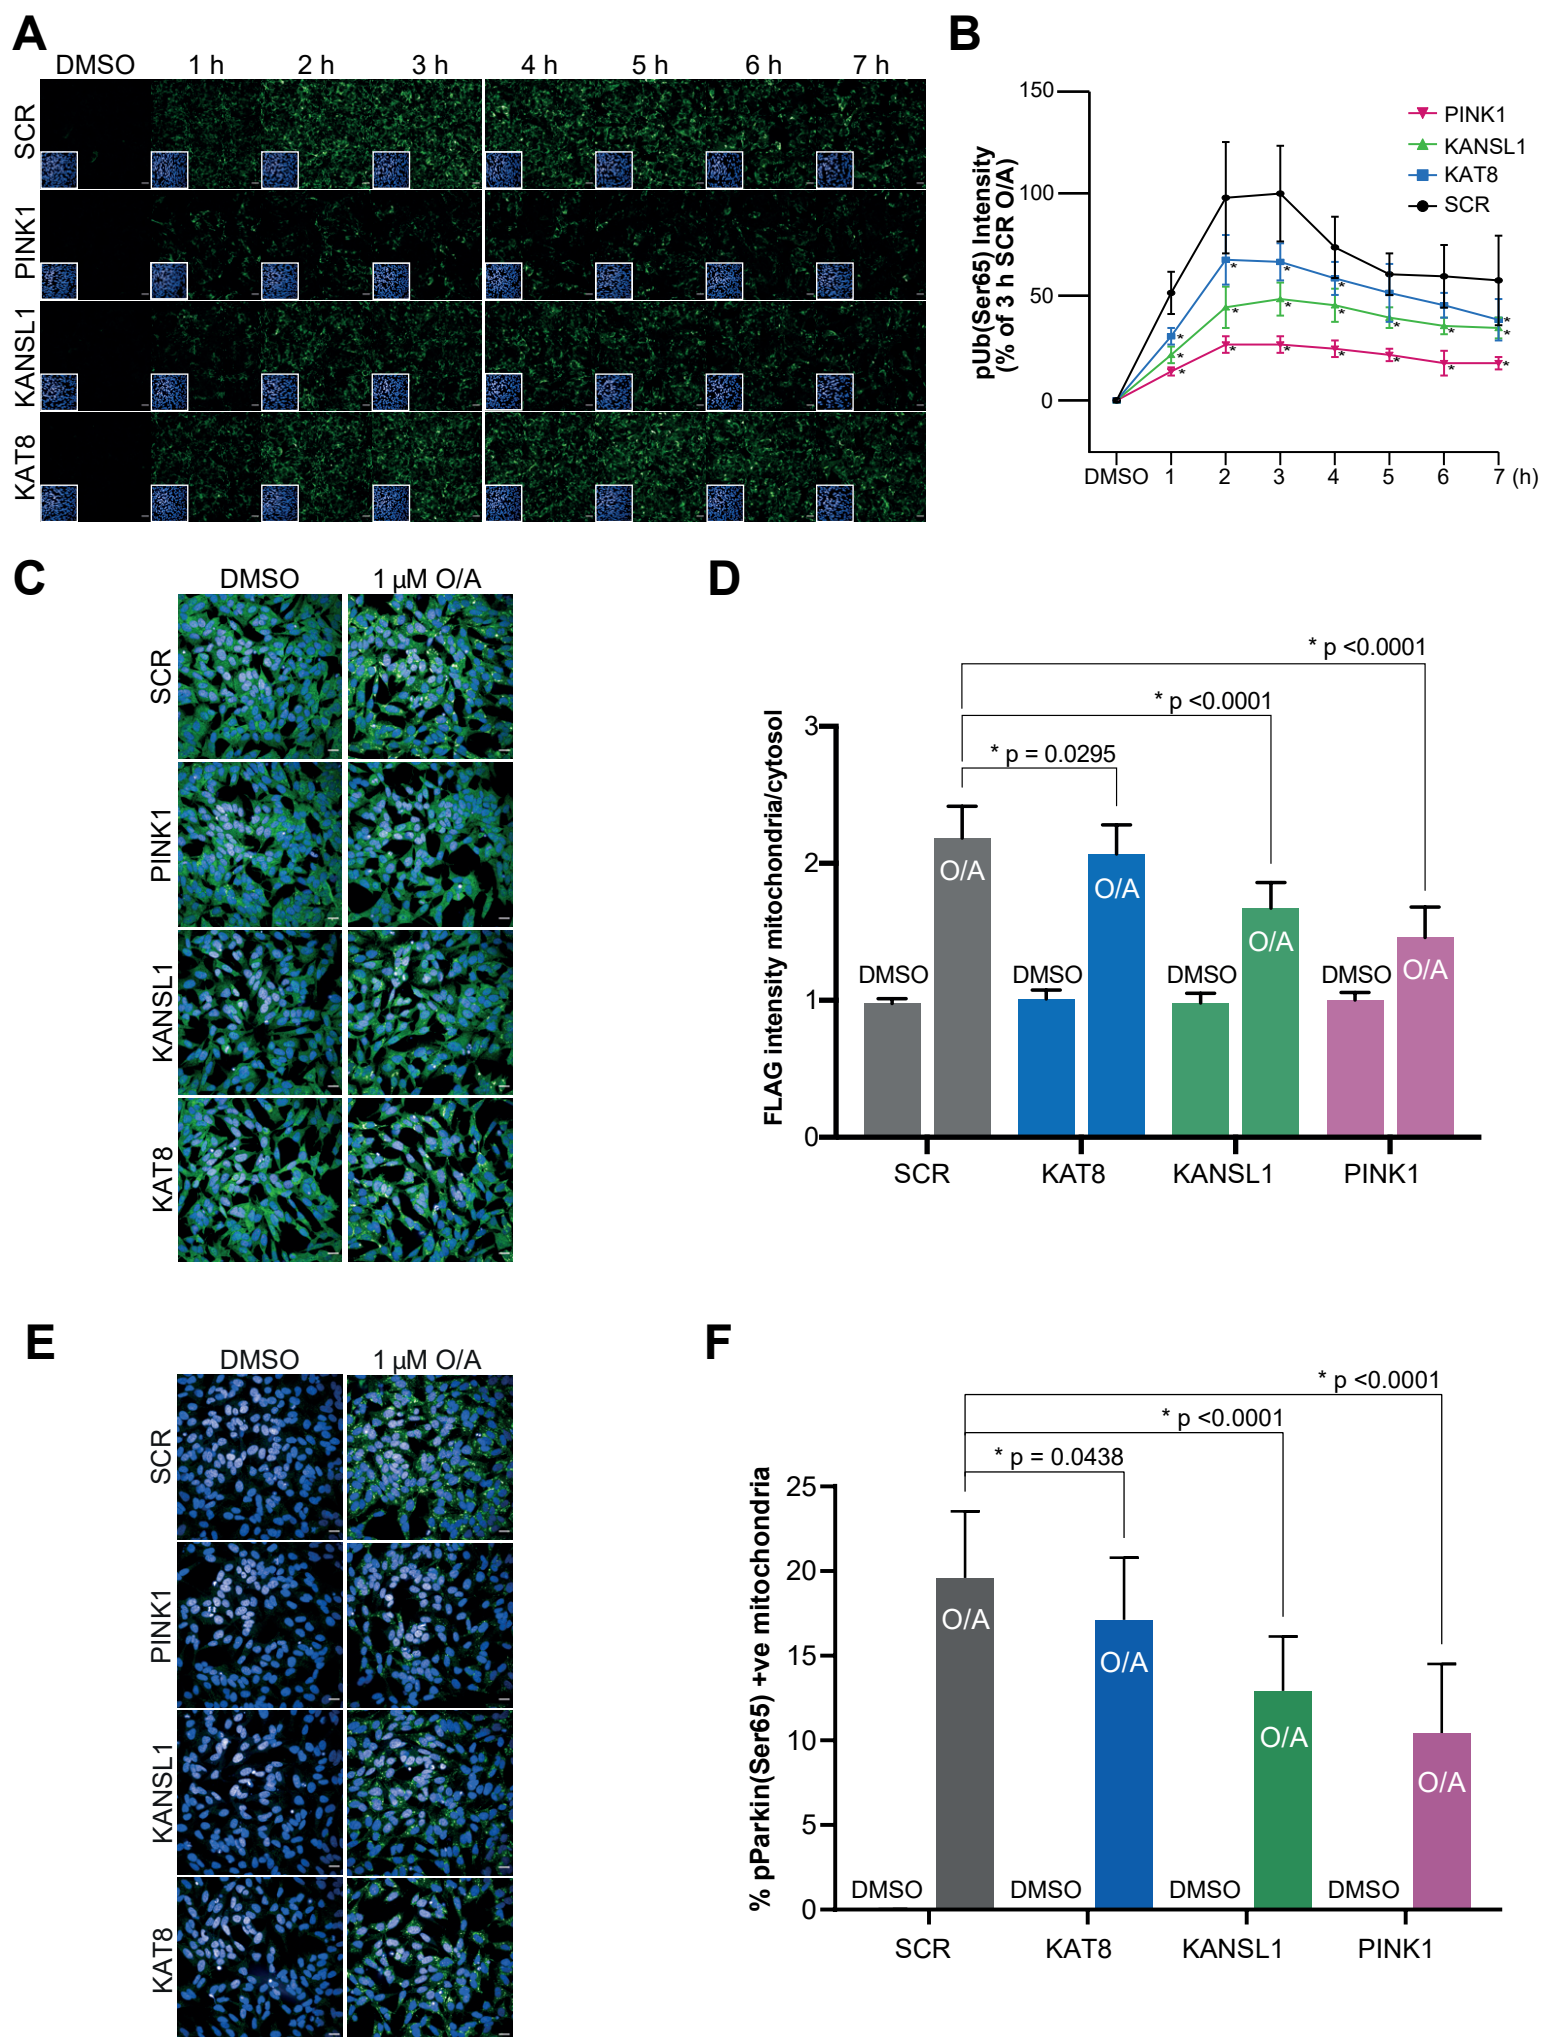 A
DMSO 1 h 2 h 3 h 4 h 5 h 6 h 7 h
SCR
PINK1
KANSL1
KAT8
B
pUb(Ser65) Intensity
(% of 3 h SCR O/A)
150
100
50
0
PINK1
KANSL1
KAT8
SCR
* * * * * * *
* * * * * * *
* * * * *
DMSO 1 2 3 4 5 6 7 (h)
C
DMSO 1 µM O/A
SCR
PINK1
KANSL1
KAT8
D
FLAG intensity mitochondria/cytosol
3
2
1
0
* p <0.0001
* p <0.0001
* p = 0.0295
DMSO O/A DMSO O/A DMSO O/A DMSO O/A
SCR KAT8 KANSL1 PINK1
E
DMSO 1 µM O/A
SCR
PINK1
KANSL1
KAT8
F
% pParkin(Ser65) +ve mitochondria
25
20
15
10
5
0
* p <0.0001
* p <0.0001
* p = 0.0438
DMSO O/A DMSO O/A DMSO O/A DMSO O/A
SCR KAT8 KANSL1 PINK1